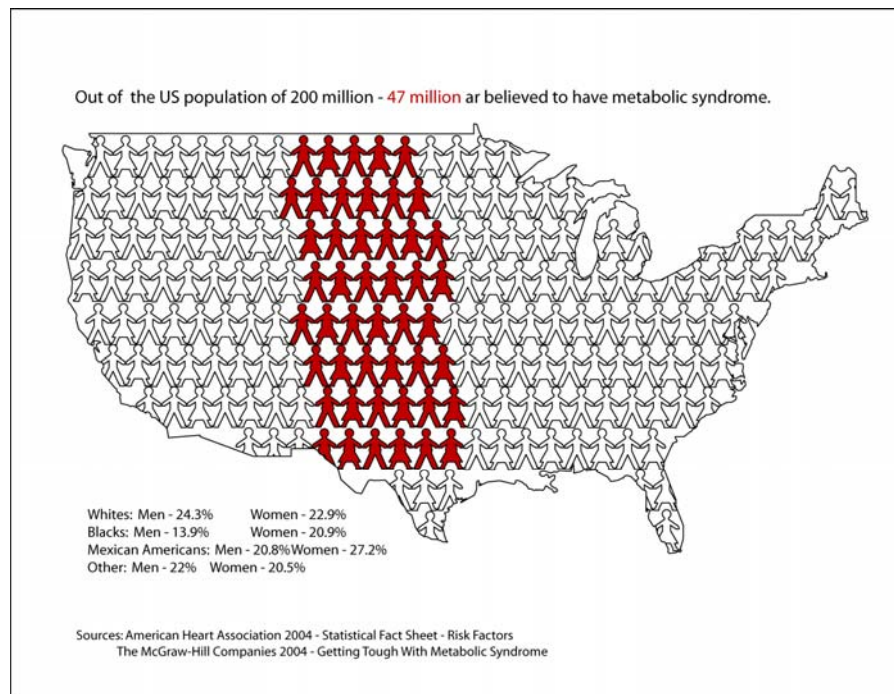 Out of the US population of 200 million - 47 million ar believed to have metabolic syndrome.
Whites: Men - 24.3% Women - 22.9%
Blacks: Men - 13.9% Women - 20.9%
Mexican Americans: Men - 20.8%Women - 27.2%
Other: Men - 22% Women - 20.5%
Sources: American Heart Association 2004 - Statistical Fact Sheet - Risk Factors
The McGraw-Hill Companies 2004 - Getting Tough With Metabolic Syndrome